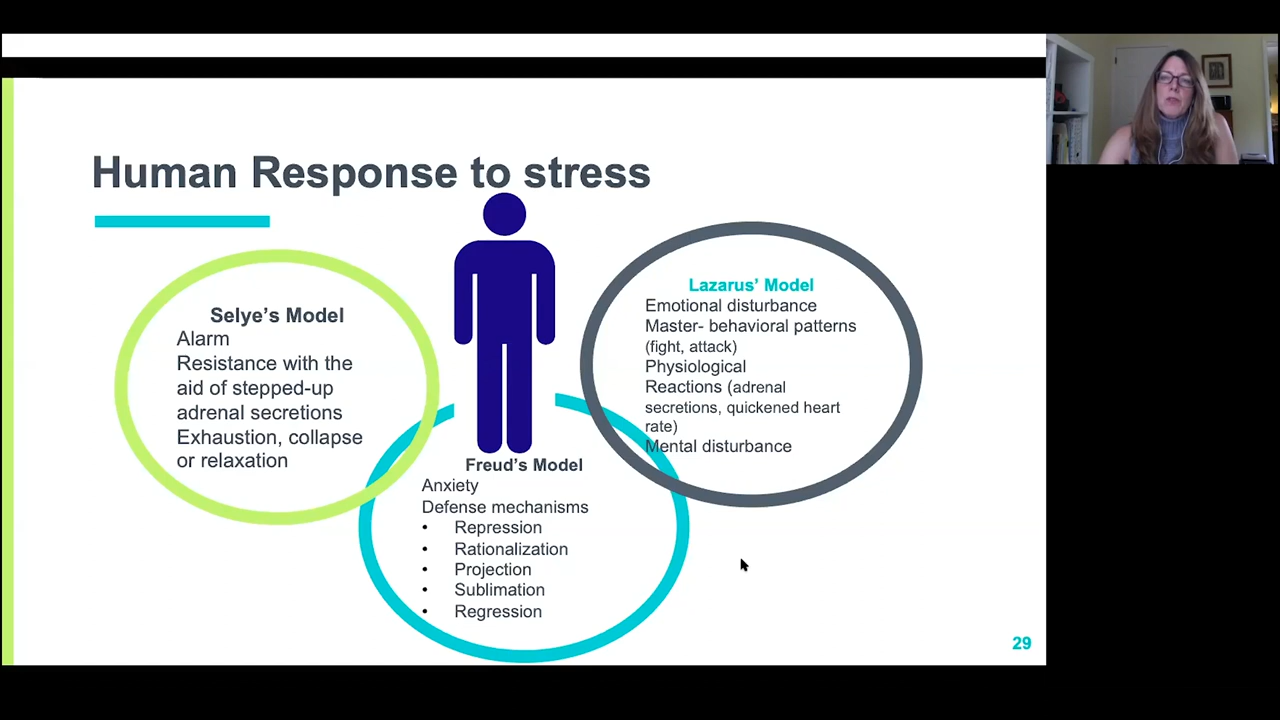 Human Response to stress
Selye's Model
Alarm
Resistance with the
aid of stepped-up
adrenal secretions
Exhaustion, collapse
or relaxation
Freud's Model
Anxiety
Defense mechanisms
• Repression
• Rationalization
• Projection
• Sublimation
• Regression
Lazarus' Model
Emotional disturbance
Master- behavioral patterns
(fight, attack)
Physiological
Reactions (adrenal
secretions, quickened heart
rate)
Mental disturbance
29